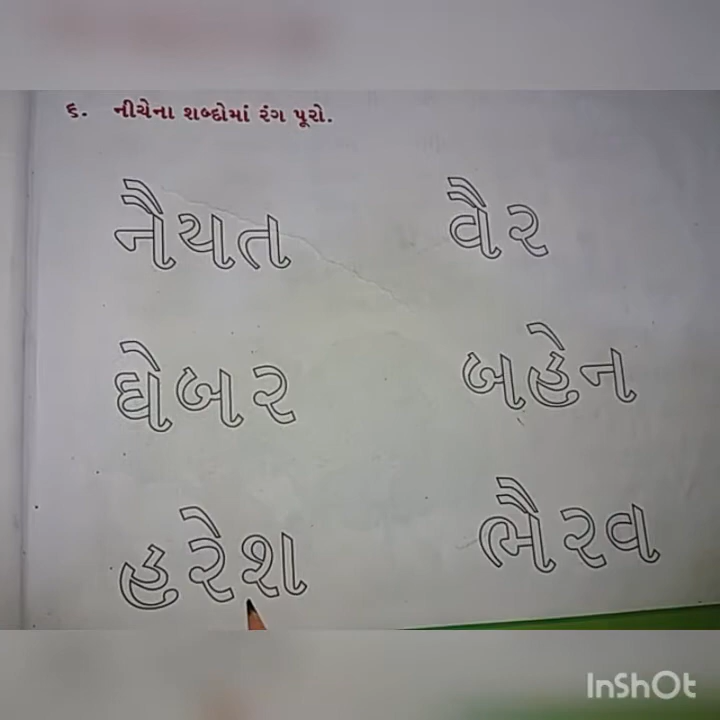 ૬. નીચેના શબ્દોમાં રંગ પૂરો.
નૈયત વૈર
ઘેબર બહેન
હરેશ ભૈરવ
InShOt